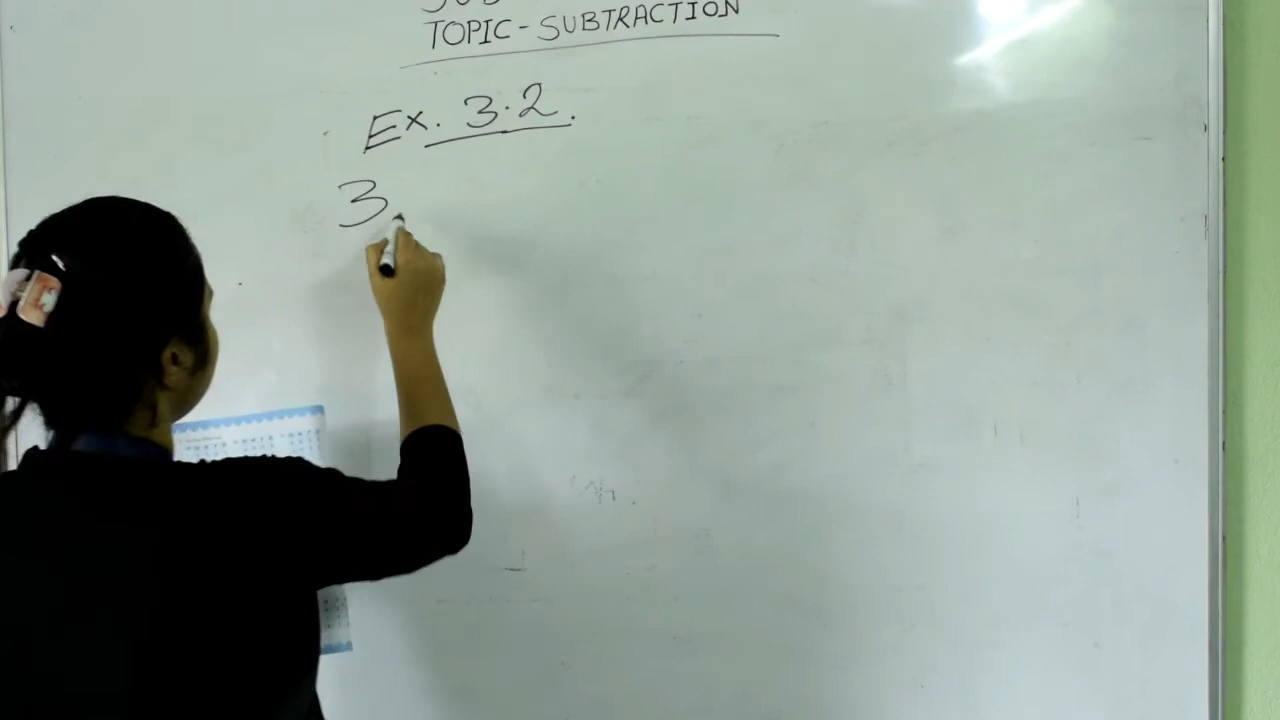 TOPIC - SUBTRACTION
Ex. 3.2.
3